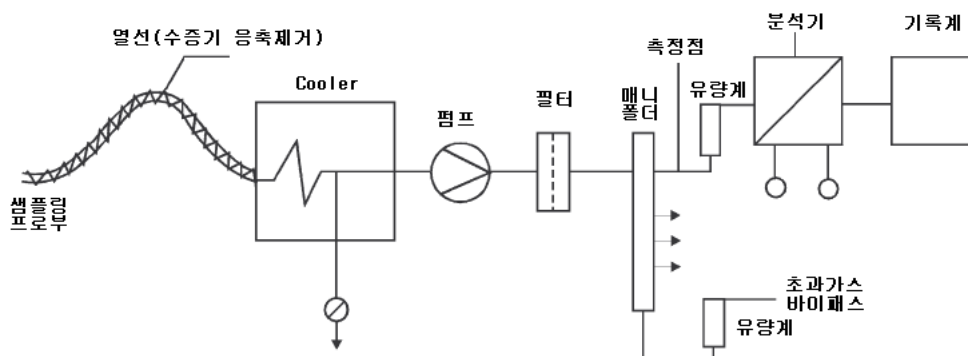 열선(수증기 응축제거)
Cooler
펌프
필터
매니
폴더
측정점
유량계
분석기
기록계
샘플링
프로부
초과가스
바이패스
유량계